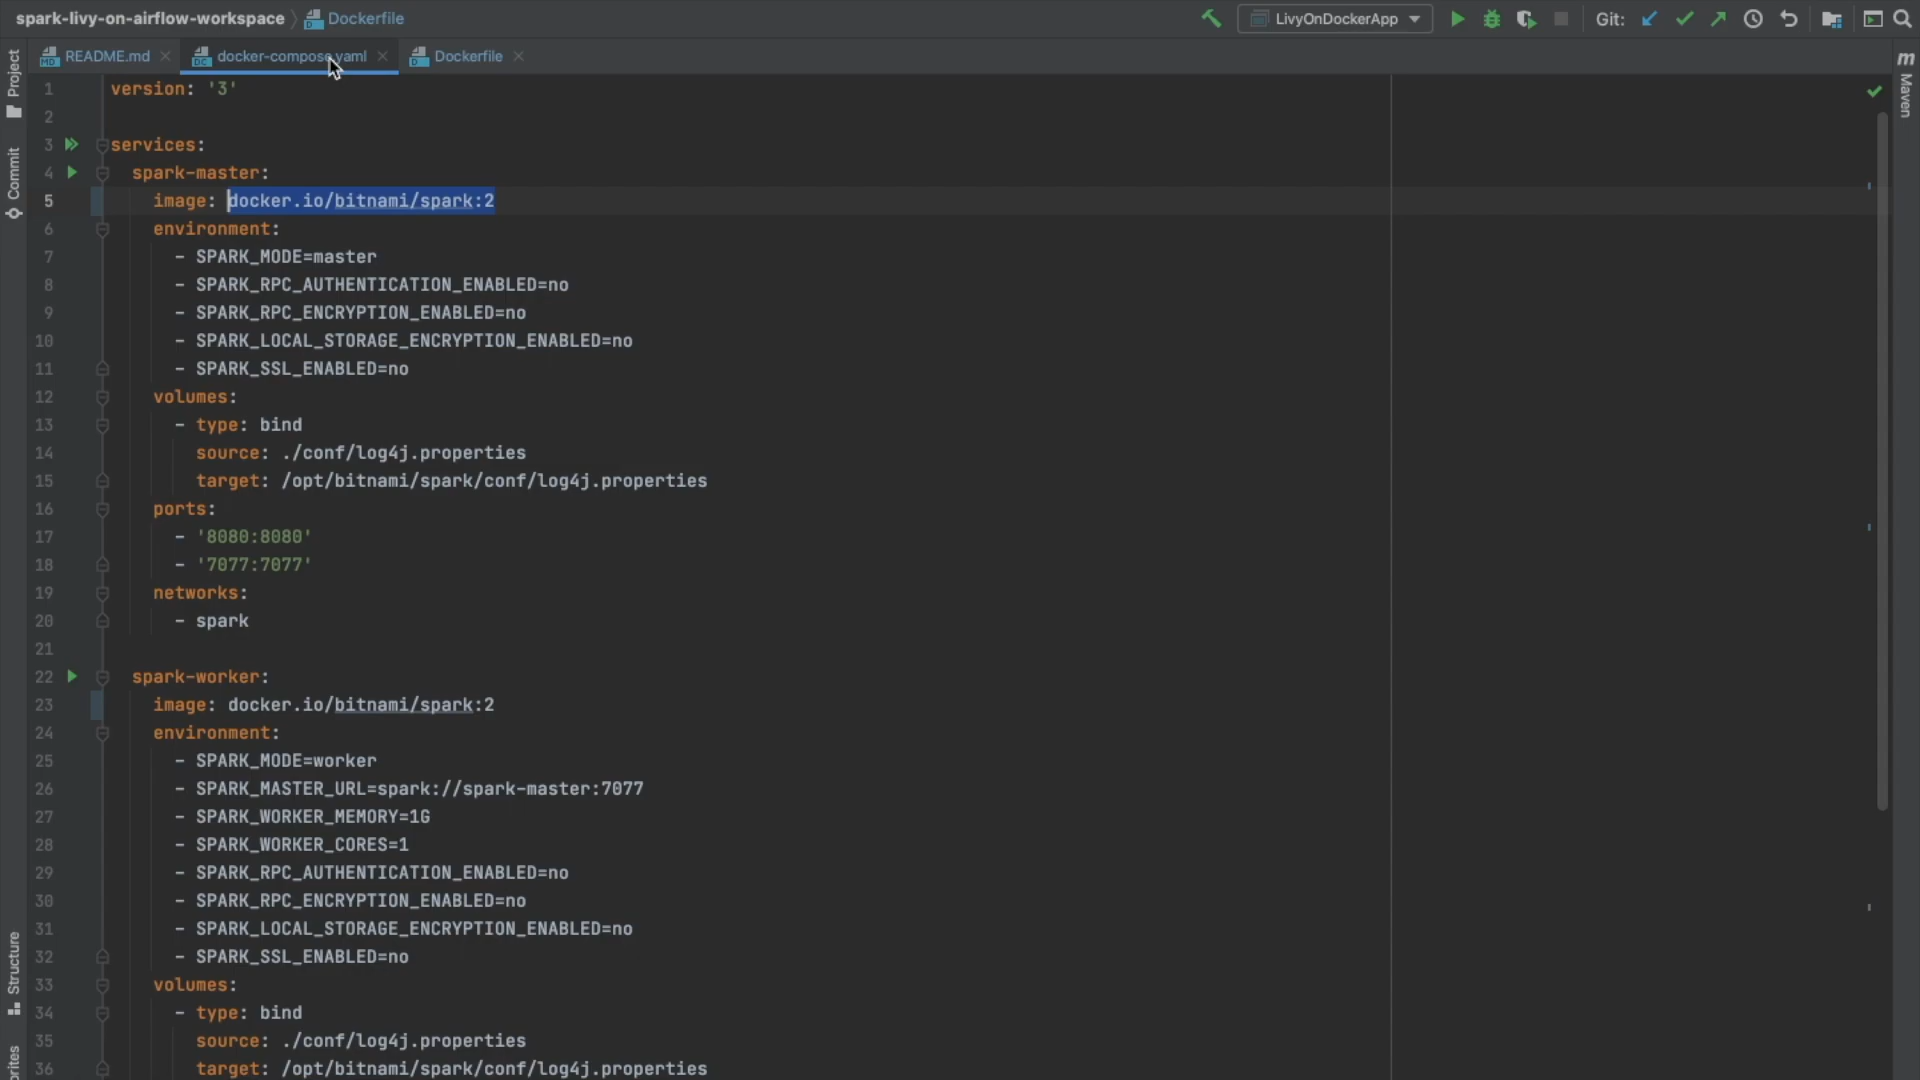 spark-livy-on-airflow-workspace Dockerfile LivyOnDockerApp Git:
README.md docker-compose.yaml Dockerfile
Project
Commit
Structure
Maven
1 version: '3'
2
3 services:
4 spark-master:
5 image: docker.io/bitnami/spark:2
6 environment:
7 - SPARK_MODE=master
8 - SPARK_RPC_AUTHENTICATION_ENABLED=no
9 - SPARK_RPC_ENCRYPTION_ENABLED=no
10 - SPARK_LOCAL_STORAGE_ENCRYPTION_ENABLED=no
11 - SPARK_SSL_ENABLED=no
12 volumes:
13 - type: bind
14 source: ./conf/log4j.properties
15 target: /opt/bitnami/spark/conf/log4j.properties
16 ports:
17 - '8080:8080'
18 - '7077:7077'
19 networks:
20 - spark
21
22 spark-worker:
23 image: docker.io/bitnami/spark:2
24 environment:
25 - SPARK_MODE=worker
26 - SPARK_MASTER_URL=spark://spark-master:7077
27 - SPARK_WORKER_MEMORY=1G
28 - SPARK_WORKER_CORES=1
29 - SPARK_RPC_AUTHENTICATION_ENABLED=no
30 - SPARK_RPC_ENCRYPTION_ENABLED=no
31 - SPARK_LOCAL_STORAGE_ENCRYPTION_ENABLED=no
32 - SPARK_SSL_ENABLED=no
33 volumes:
34 - type: bind
35 source: ./conf/log4j.properties
36 target: /opt/bitnami/spark/conf/log4j.properties